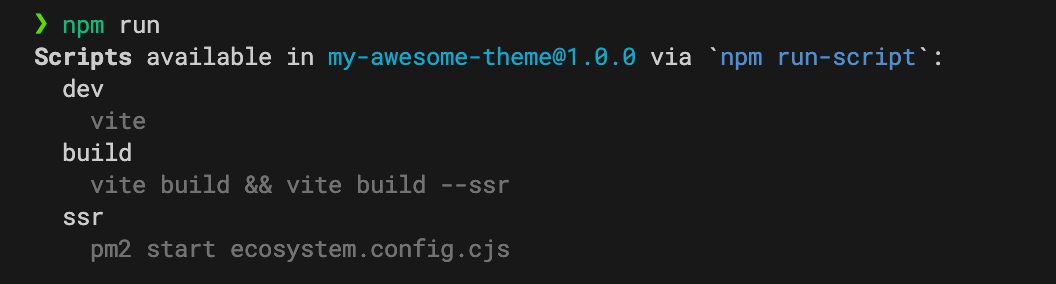 ❯ npm run
Scripts available in my-awesome-theme@1.0.0 via `npm run-script`:
  dev
    vite
  build
    vite build && vite build --ssr
  ssr
    pm2 start ecosystem.config.cjs